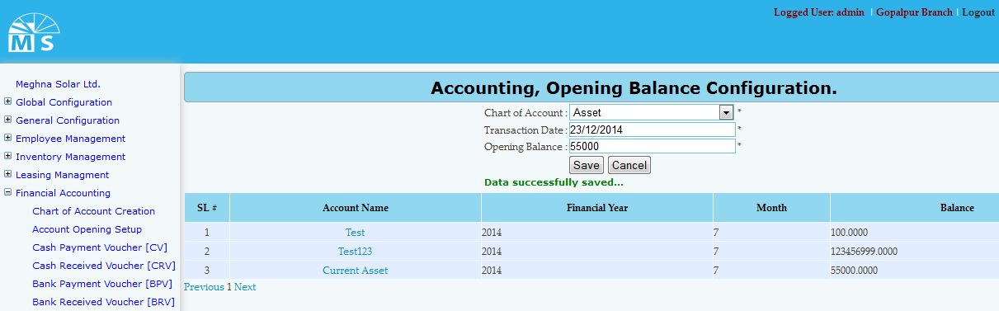 Logged User: admin | Gopalpur Branch | Logout
MS
Meghna Solar Ltd.
Global Configuration
General Configuration
Employee Management
Inventory Management
Leasing Managment
Financial Accounting
Chart of Account Creation
Account Opening Setup
Cash Payment Voucher [CV]
Cash Received Voucher [CRV]
Bank Payment Voucher [BPV]
Bank Received Voucher [BRV]
Accounting, Opening Balance Configuration.
Chart of Account : Asset *
Transaction Date : 23/12/2014 *
Opening Balance : 55000 *
Save Cancel
Data successfully saved...
SL # Account Name Financial Year Month Balance
1 Test 2014 7 100.0000
2 Test123 2014 7 123456999.0000
3 Current Asset 2014 7 55000.0000
Previous 1 Next